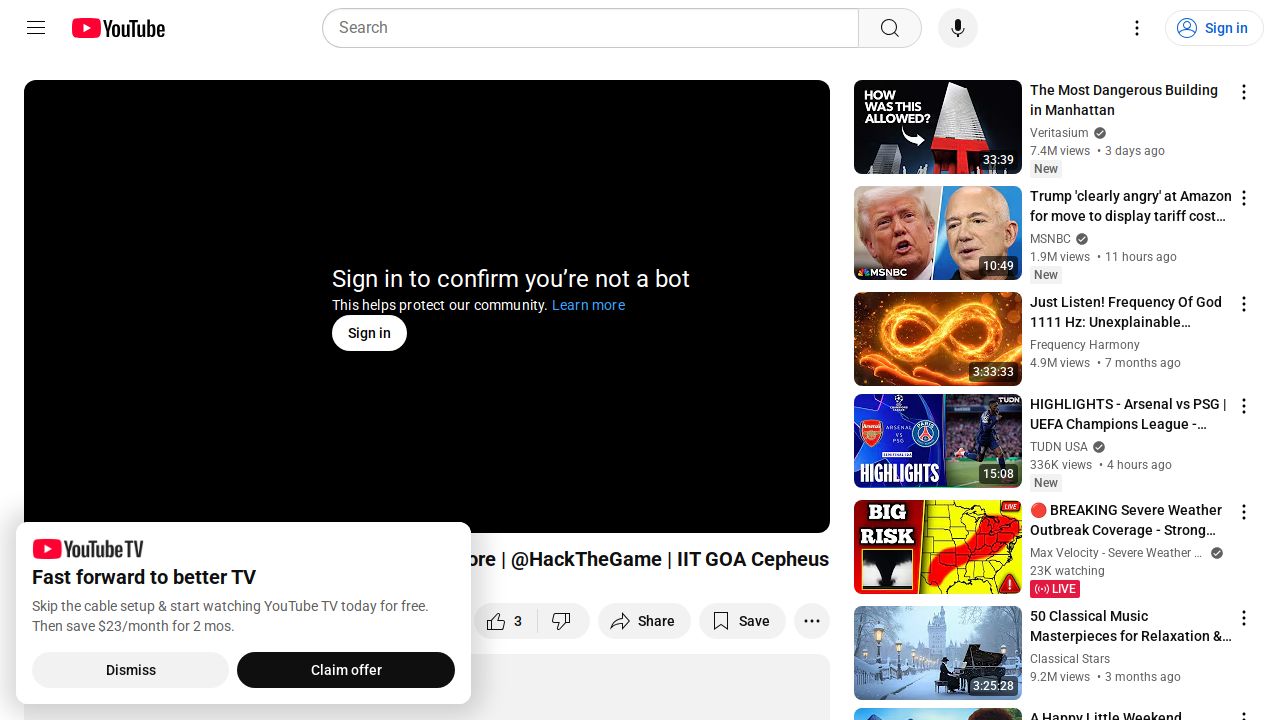 YouTube
Search
Sign in
Sign in to confirm you’re not a bot
This helps protect our community. Learn more
Sign in
ore | @HackTheGame | IIT GOA Cepheus
3
Share
Save
YouTube TV
Fast forward to better TV
Skip the cable setup & start watching YouTube TV today for free.
Then save $23/month for 2 mos.
Dismiss
Claim offer
HOW
WAS THIS
ALLOWED?
33:39
The Most Dangerous Building
in Manhattan
Veritasium
7.4M views • 3 days ago
New
MSNBC
10:49
Trump 'clearly angry' at Amazon
for move to display tariff cost...
MSNBC
1.9M views • 11 hours ago
New
3:33:33
Just Listen! Frequency Of God
1111 Hz: Unexplainable...
Frequency Harmony
4.9M views • 7 months ago
TUDN
ARSENAL
VS
PSG
HIGHLIGHTS
15:08
HIGHLIGHTS - Arsenal vs PSG |
UEFA Champions League -...
TUDN USA
336K views • 4 hours ago
New
BIG
RISK
LIVE
🔴 BREAKING Severe Weather
Outbreak Coverage - Strong...
Max Velocity - Severe Weather ...
23K watching
LIVE
3:25:28
50 Classical Music
Masterpieces for Relaxation &...
Classical Stars
9.2M views • 3 months ago
A Happy Little Weekend